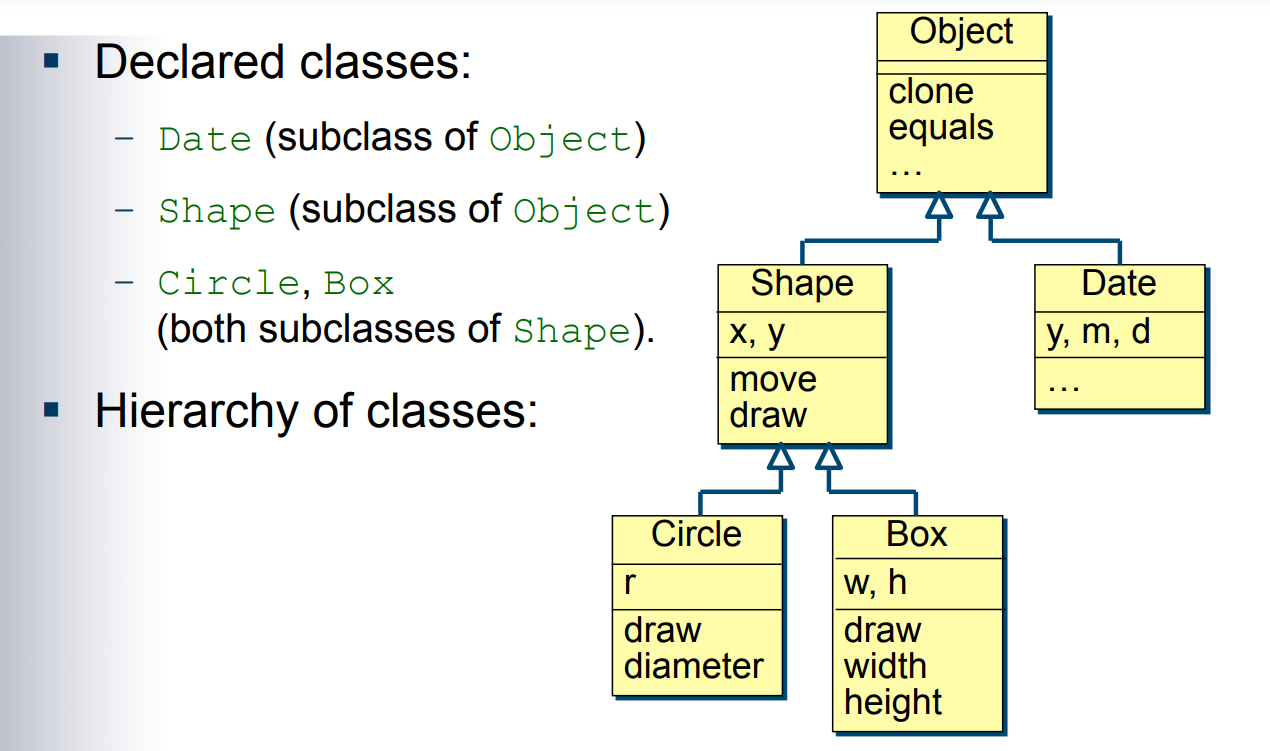 ▪ Declared classes:
– Date (subclass of Object)
– Shape (subclass of Object)
– Circle, Box
(both subclasses of Shape).
▪ Hierarchy of classes:
Object
clone
equals
…
Shape
x, y
move
draw
Date
y, m, d
…
Circle
r
draw
diameter
Box
w, h
draw
width
height